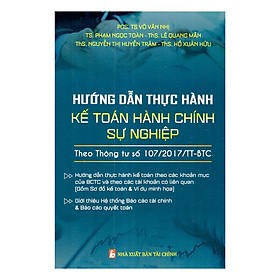 PGS. TS VÕ VĂN NHỊ
TS. PHẠM NGỌC TOÀN - ThS. LÊ QUANG MẪN
ThS. NGUYỄN THỊ HUYỀN TRÂM - ThS. HỒ XUÂN HỮU
HƯỚNG DẪN THỰC HÀNH
KẾ TOÁN HÀNH CHÍNH
SỰ NGHIỆP
Theo Thông tư số 107/2017/TT-BTC
Hướng dẫn thực hành kế toán theo các khoản mục
của BCTC và theo các tài khoản có liên quan
(Gồm Sơ đồ kế toán & Ví dụ minh họa)
Giới thiệu Hệ thống Báo cáo tài chính
& Báo cáo quyết toán
NHÀ XUẤT BẢN TÀI CHÍNH